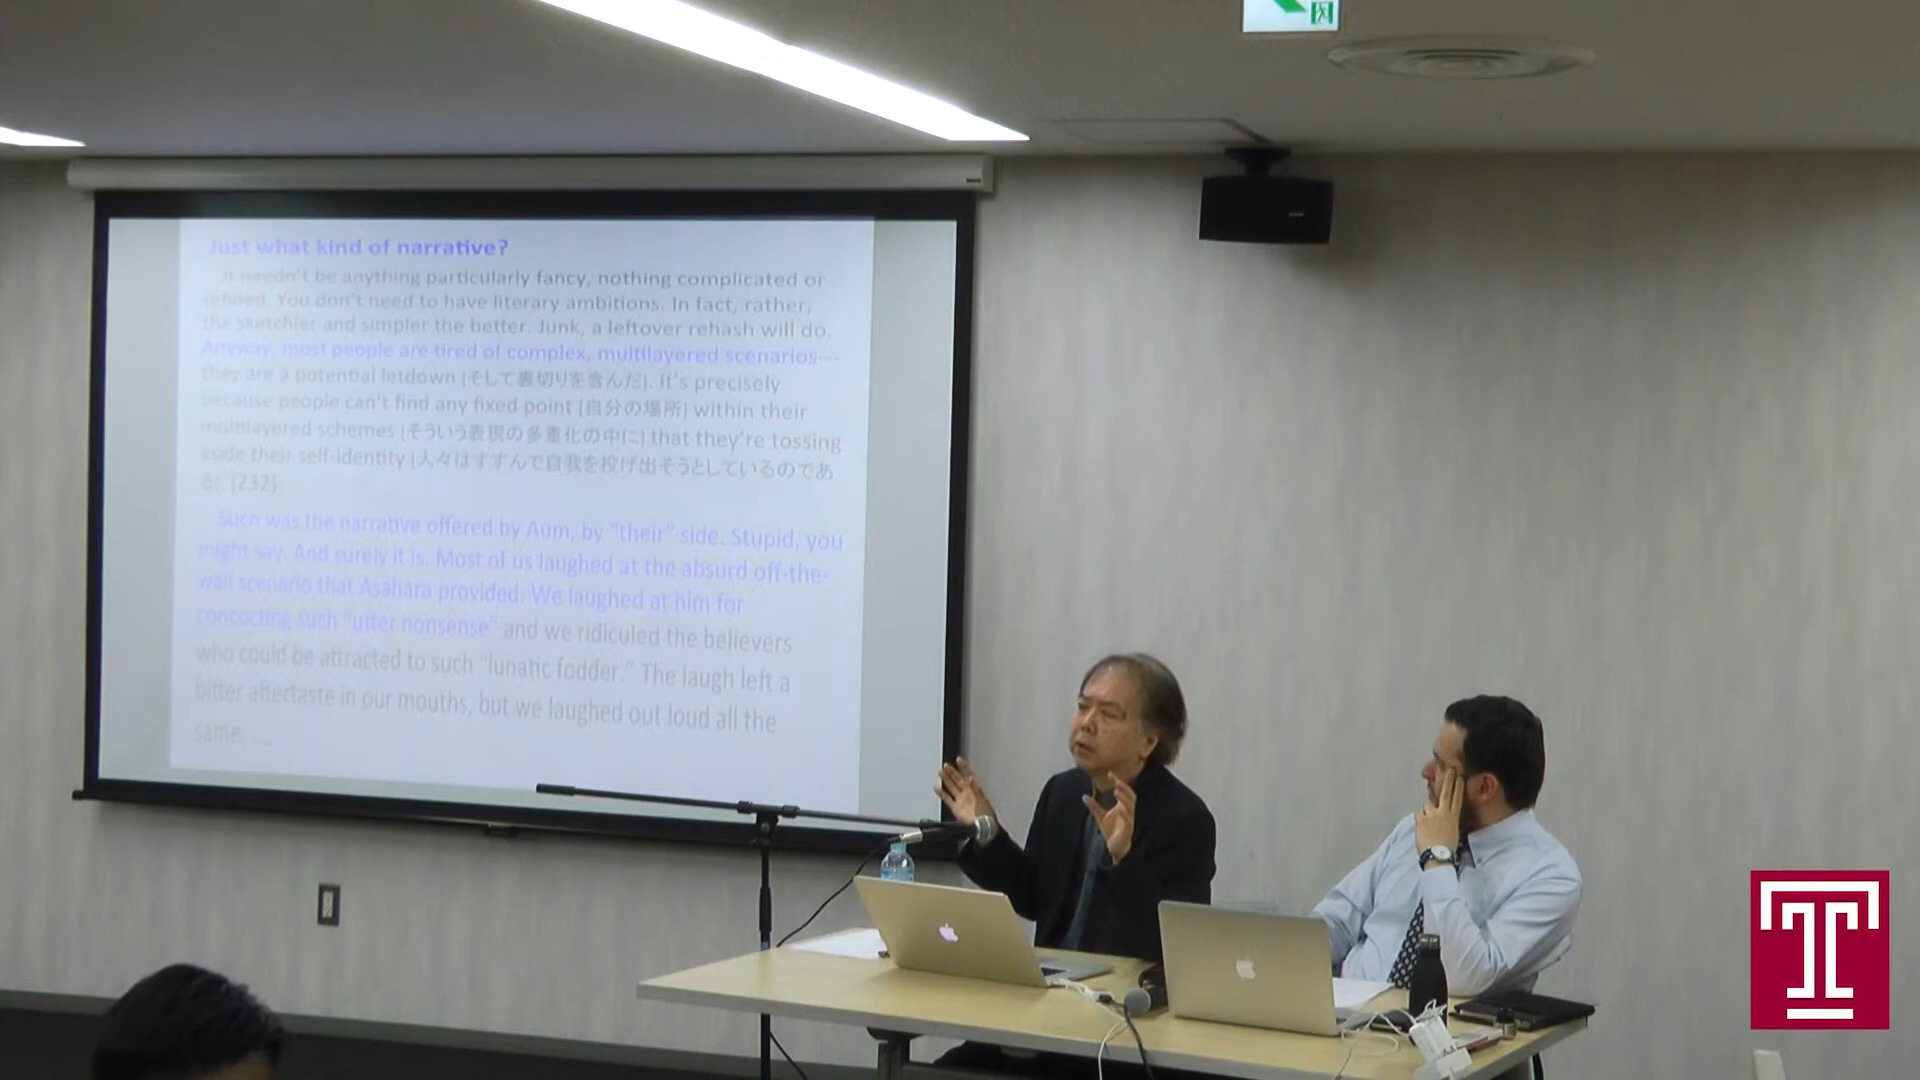 Just what kind of narrative?
It needn't be anything particularly fancy, nothing complicated or
refined. You don't need to have literary ambitions. In fact, rather,
the sketchier and simpler the better. Junk, a leftover rehash will do.
Anyway, most people are tired of complex, multilayered scenarios---
they are a potential letdown [そして裏切りを含んだ]. It's precisely
because people can't find any fixed point [自分の場所] within their
multilayered schemes [そういう表現の多重化の中に] that they're tossing
aside their self-identity [人々はすすんで自我を投げ出そうとしているのであ
る]. [232]
Such was the narrative offered by Aum, by "their" side. Stupid, you
might say. And surely it is. Most of us laughed at the absurd off-the-
wall scenario that Asahara provided. We laughed at him for
concocting such "utter nonsense" and we ridiculed the believers
who could be attracted to such "lunatic fodder." The laugh left a
bitter aftertaste in our mouths, but we laughed out loud all the
same. ...
T